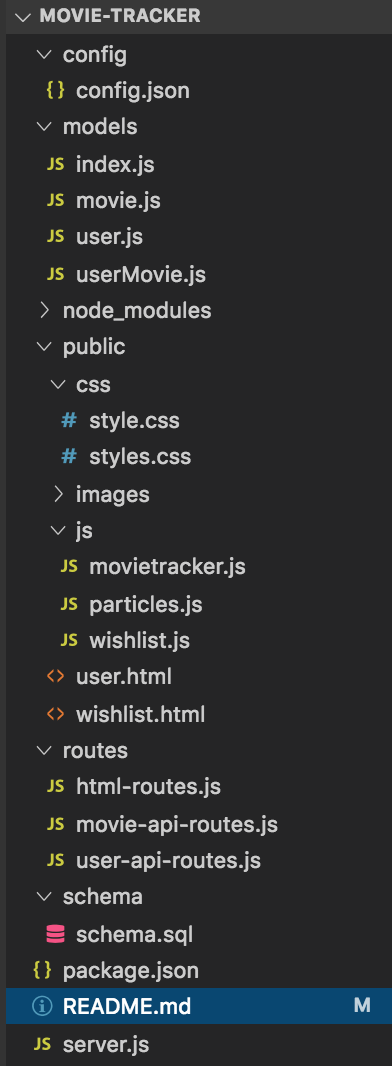 MOVIE-TRACKER
config
{} config.json
models
JS index.js
JS movie.js
JS user.js
JS userMovie.js
node_modules
public
css
# style.css
# styles.css
images
js
JS movietracker.js
JS particles.js
JS wishlist.js
<> user.html
<> wishlist.html
routes
JS html-routes.js
JS movie-api-routes.js
JS user-api-routes.js
schema
schema.sql
{} package.json
README.md M
JS server.js